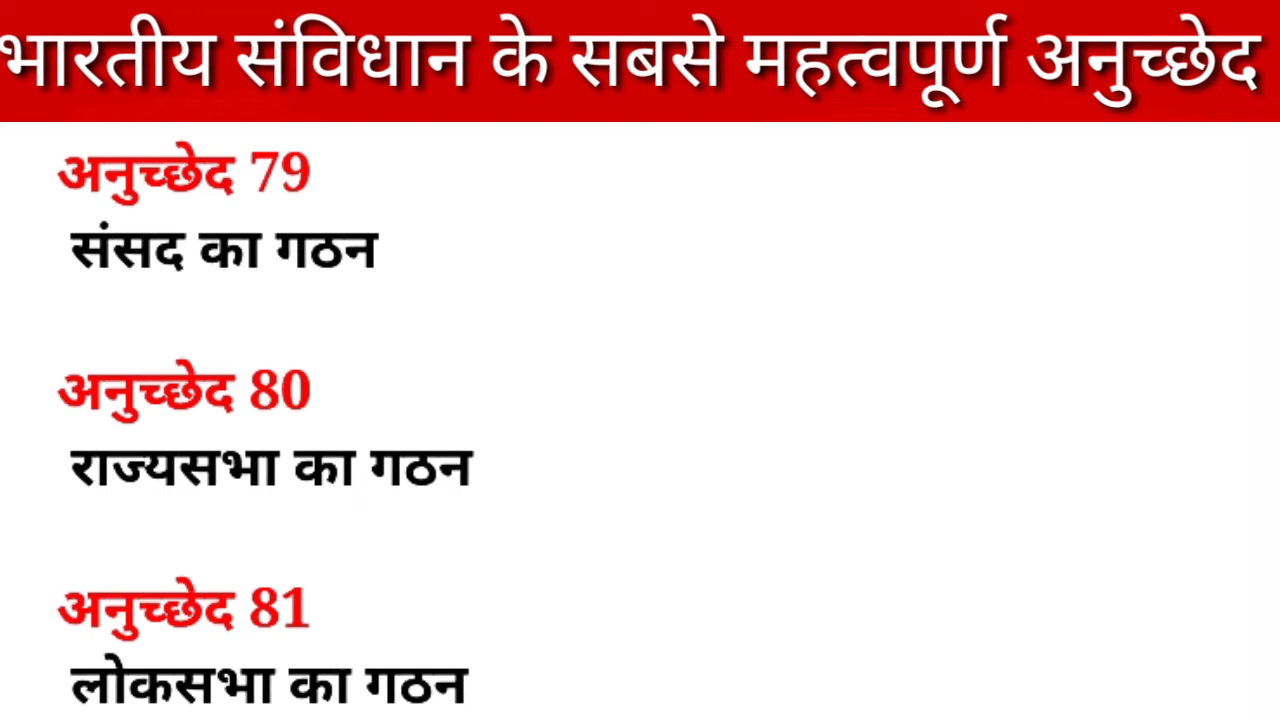 भारतीय संविधान के सबसे महत्वपूर्ण अनुच्छेद
अनुच्छेद 79
संसद का गठन
अनुच्छेद 80
राज्यसभा का गठन
अनुच्छेद 81
लोकसभा का गठन